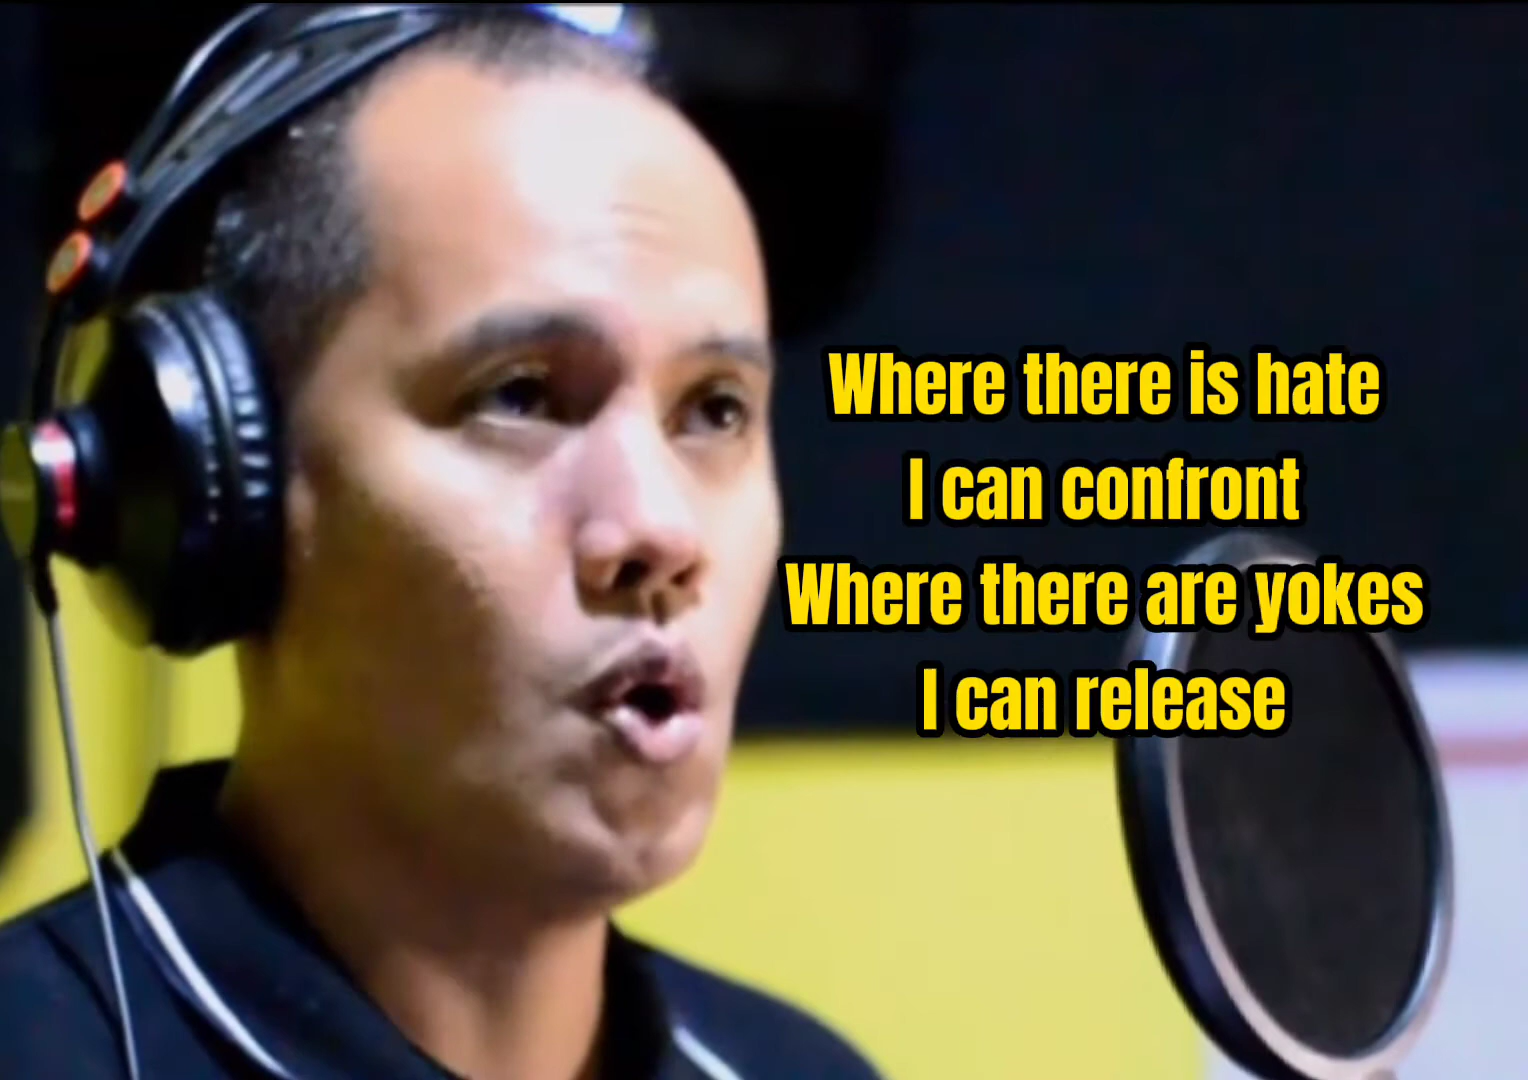 Where there is hate
I can confront
Where there are yokes
I can release